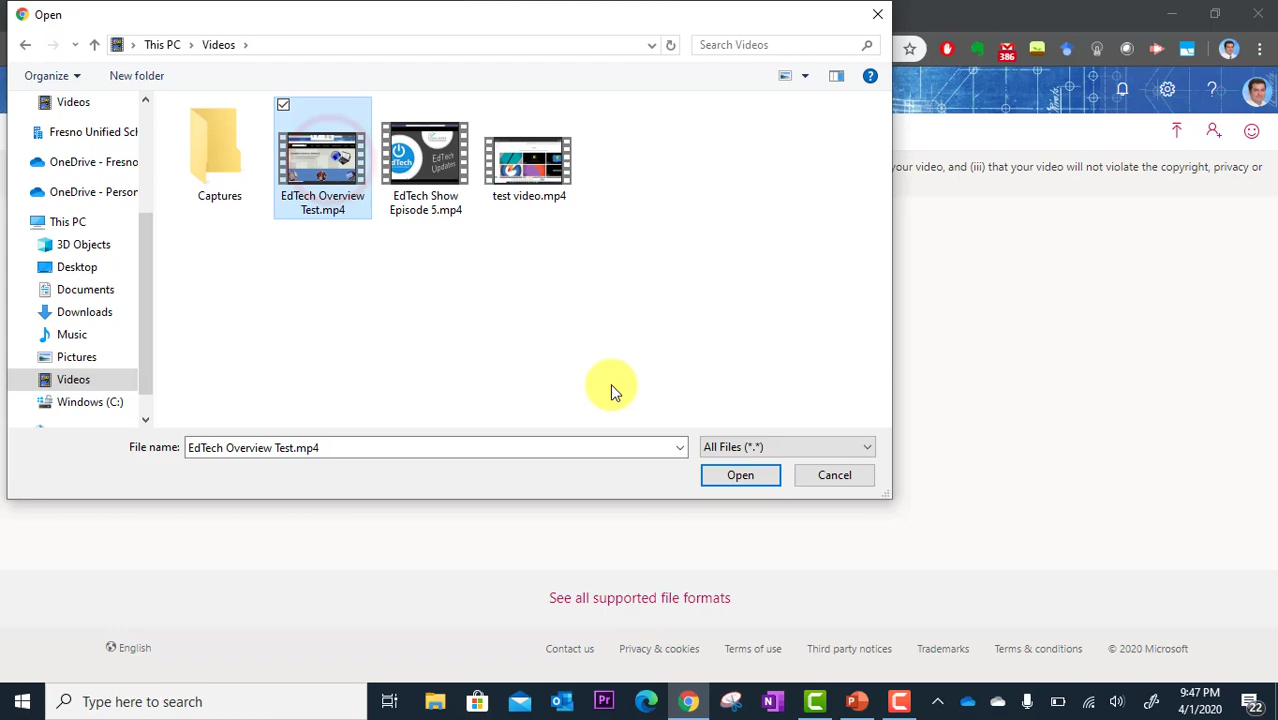 Open
This PC
Videos
Search Videos
386
Organize
New folder
?
?
Videos
Fresno Unified Sch
OneDrive - Fresno
OneDrive - Person
This PC
3D Objects
Desktop
Documents
Downloads
Music
Pictures
Videos
Windows (C:)
Captures
EdTech Overview
Test.mp4
EdTech
EdTech
Updates
EdTech Show
Episode 5.mp4
test video.mp4
your video, and (iii) that your video will not violate the copyright, privacy or
File name:
EdTech Overview Test.mp4
All Files (*.*)
Open
Cancel
See all supported file formats
English
Contact us
Privacy & cookies
Terms of use
Third party notices
Trademarks
Terms & conditions
© 2020 Microsoft
Type here to search
Pr
9:47 PM
4/1/2020
22